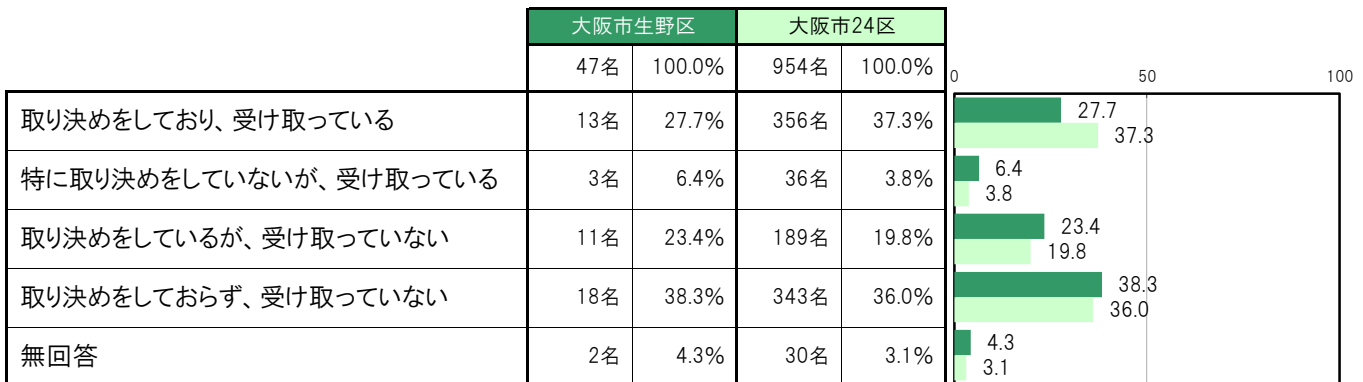 大阪市生野区 大阪市24区
47名 100.0% 954名 100.0%
0 50 100
取り決めをしており、受け取っている 13名 27.7% 356名 37.3%
27.7
37.3
特に取り決めをしていないが、受け取っている 3名 6.4% 36名 3.8%
6.4
3.8
取り決めをしているが、受け取っていない 11名 23.4% 189名 19.8%
23.4
19.8
取り決めをしておらず、受け取っていない 18名 38.3% 343名 36.0%
38.3
36.0
無回答 2名 4.3% 30名 3.1%
4.3
3.1